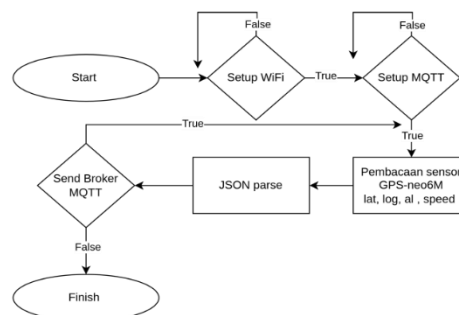 False
False
Start
Setup WiFi
True
Setup MQTT
True
True
Send Broker
MQTT
JSON parse
Pembacaan sensor
GPS-neo6M
lat, log, al , speed
False
Finish